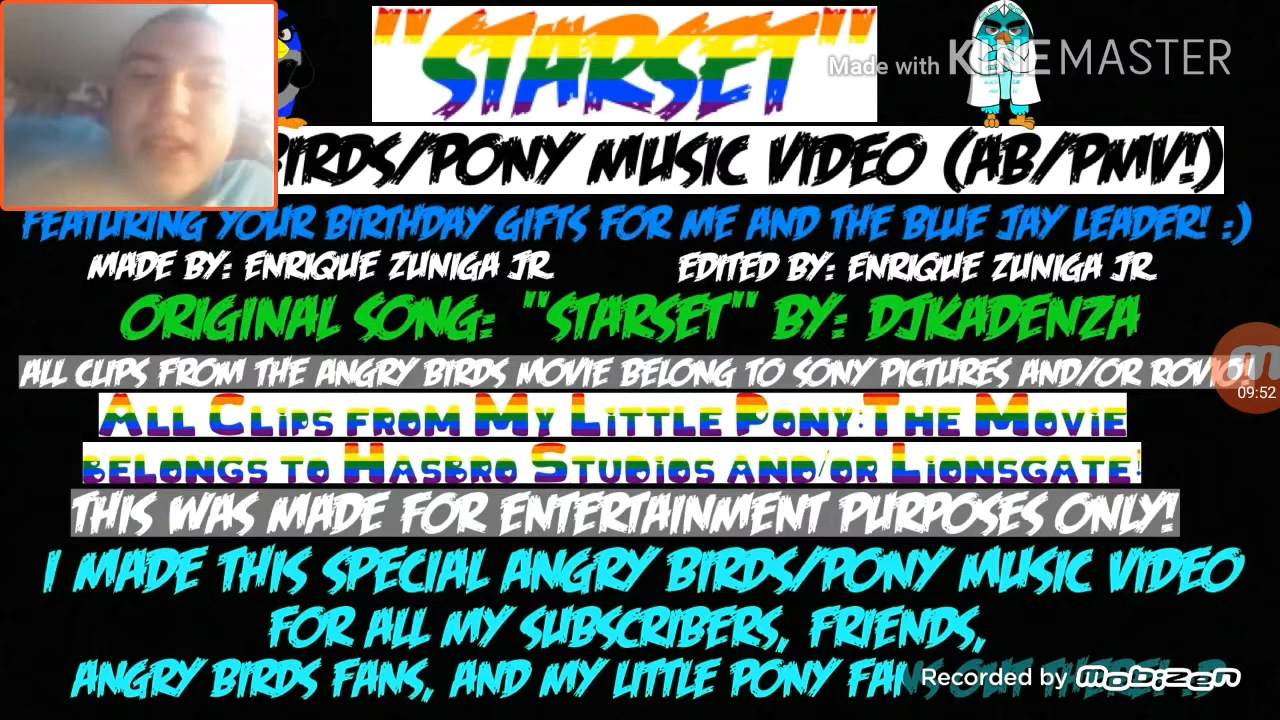 "STARSET"
Made with KINEMASTER
BIRDS/PONY MUSIC VIDEO (AB/PMV!)
FEATURING YOUR BIRTHDAY GIFTS FOR ME AND THE BLUE JAY LEADER! :)
MADE BY: ENRIQUE ZUNIGA JR EDITED BY: ENRIQUE ZUNIGA JR
ORIGINAL SONG: "STARSET" BY: DJKADENZA
ALL CLIPS FROM THE ANGRY BIRDS MOVIE BELONG TO SONY PICTURES AND/OR ROVIO!
09:52
All Clips from My Little Pony:The Movie
belongs to Hasbro Studios and/or Lionsgate!
THIS WAS MADE FOR ENTERTAINMENT PURPOSES ONLY!
I MADE THIS SPECIAL ANGRY BIRDS/PONY MUSIC VIDEO
FOR ALL MY SUBSCRIBERS, FRIENDS,
ANGRY BIRDS FANS, AND MY LITTLE PONY FANS OUT THERE!
Recorded by mobizen